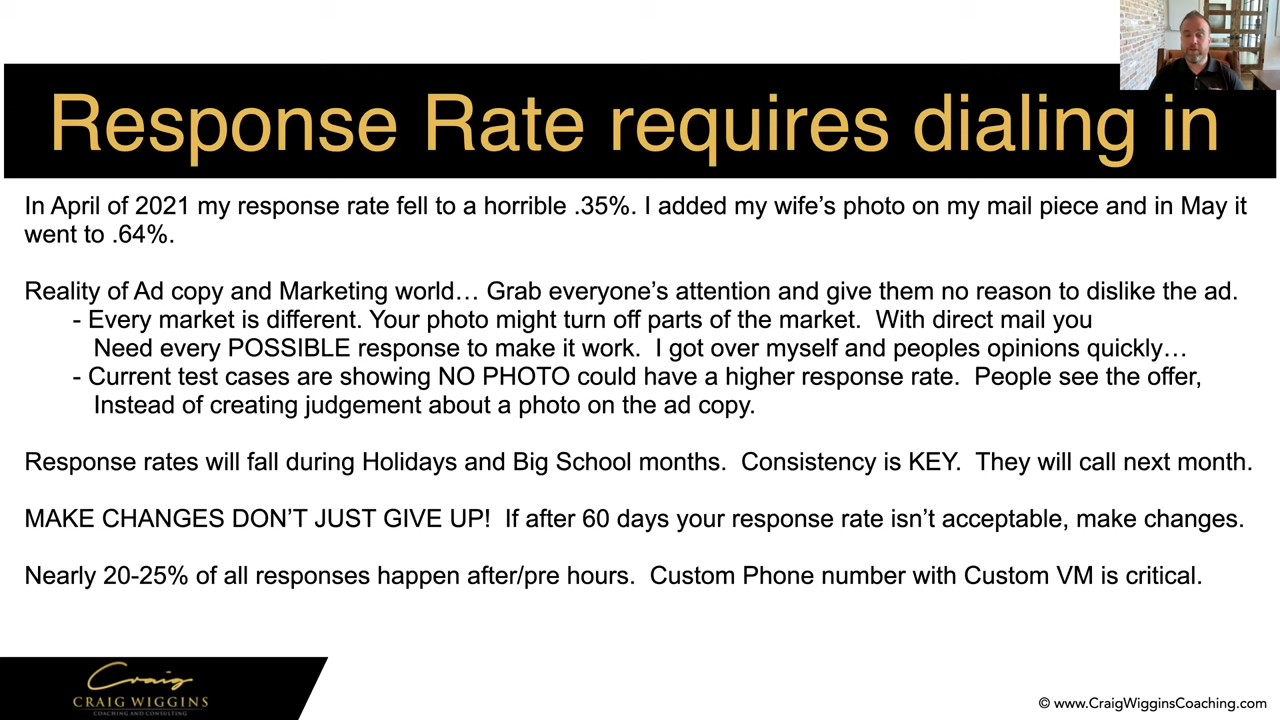 Response Rate requires dialing in
In April of 2021 my response rate fell to a horrible .35%. I added my wife’s photo on my mail piece and in May it
went to .64%.
Reality of Ad copy and Marketing world… Grab everyone’s attention and give them no reason to dislike the ad.
- Every market is different. Your photo might turn off parts of the market.  With direct mail you
Need every POSSIBLE response to make it work.  I got over myself and peoples opinions quickly…
- Current test cases are showing NO PHOTO could have a higher response rate.  People see the offer,
Instead of creating judgement about a photo on the ad copy.
Response rates will fall during Holidays and Big School months.  Consistency is KEY.  They will call next month.
MAKE CHANGES DON’T JUST GIVE UP!  If after 60 days your response rate isn’t acceptable, make changes.
Nearly 20-25% of all responses happen after/pre hours.  Custom Phone number with Custom VM is critical.
Craig
CRAIG WIGGINS
COACHING AND CONSULTING
© www.CraigWigginsCoaching.com